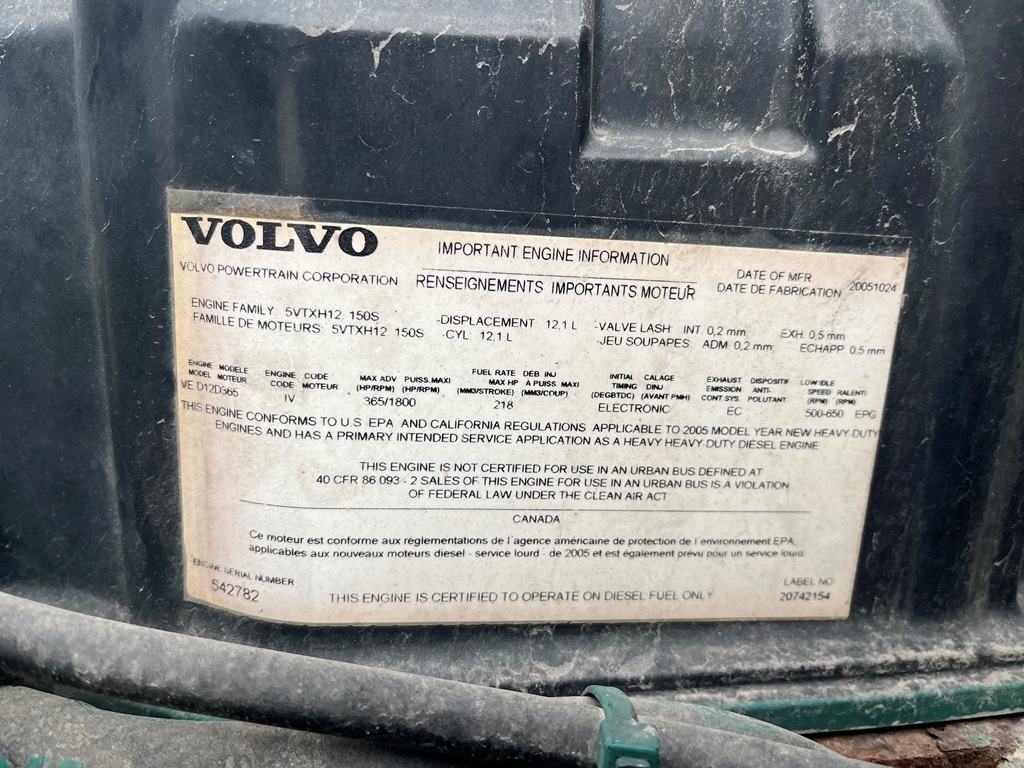 VOLVO
IMPORTANT ENGINE INFORMATION
VOLVO POWERTRAIN CORPORATION
RENSEIGNEMENTS IMPORTANTS MOTEUR
DATE OF MFR
DATE DE FABRICATION 20051024
ENGINE FAMILY: 5VTXH12. 150S
FAMILLE DE MOTEURS: 5VTXH12. 150S
-DISPLACEMENT: 12,1 L
-CYL: 12,1 L
-VALVE LASH: INT. 0,2 mm; EXH. 0,5 mm
-JEU SOUPAPES: ADM. 0,2 mm; ECHAPP. 0,5 mm
ENGINE MODELE ENGINE CODE MAX ADV PUISS.MAXI FUEL RATE DEB. INJ INITIAL CALAGE EXHAUST DISPOSITIF LOW IDLE
MODEL MOTEUR CODE MOTEUR (HP/RPM) (HP/RPM) MAX HP A PUISS. MAXI TIMING DINJ EMISSION ANTI- SPEED RALENTI
(MM3/STROKE) (MM3/COUP) (DEGBTDC) (AVANT PMH) CONT.SYS. POLUTANT (RPM) (RPM)
VE D12D365 IV 365/1800 218 ELECTRONIC EC 500-650 EPG
THIS ENGINE CONFORMS TO U.S EPA AND CALIFORNIA REGULATIONS APPLICABLE TO 2005 MODEL YEAR NEW HEAVY-DUTY
ENGINES AND HAS A PRIMARY INTENDED SERVICE APPLICATION AS A HEAVY HEAVY-DUTY DIESEL ENGINE
THIS ENGINE IS NOT CERTIFIED FOR USE IN AN URBAN BUS DEFINED AT
40 CFR 86 093 - 2 SALES OF THIS ENGINE FOR USE IN AN URBAN BUS IS A VIOLATION
OF FEDERAL LAW UNDER THE CLEAN AIR ACT
CANADA
Ce moteur est conforme aux réglementations de l'agence américaine de protection de l'environnement EPA,
applicables aux nouveaux moteurs diesel - service lourd - de 2005 et est également prévu pour un service lourd.
ENGINE SERIAL NUMBER
542782
THIS ENGINE IS CERTIFIED TO OPERATE ON DIESEL FUEL ONLY
LABEL NO
20742154